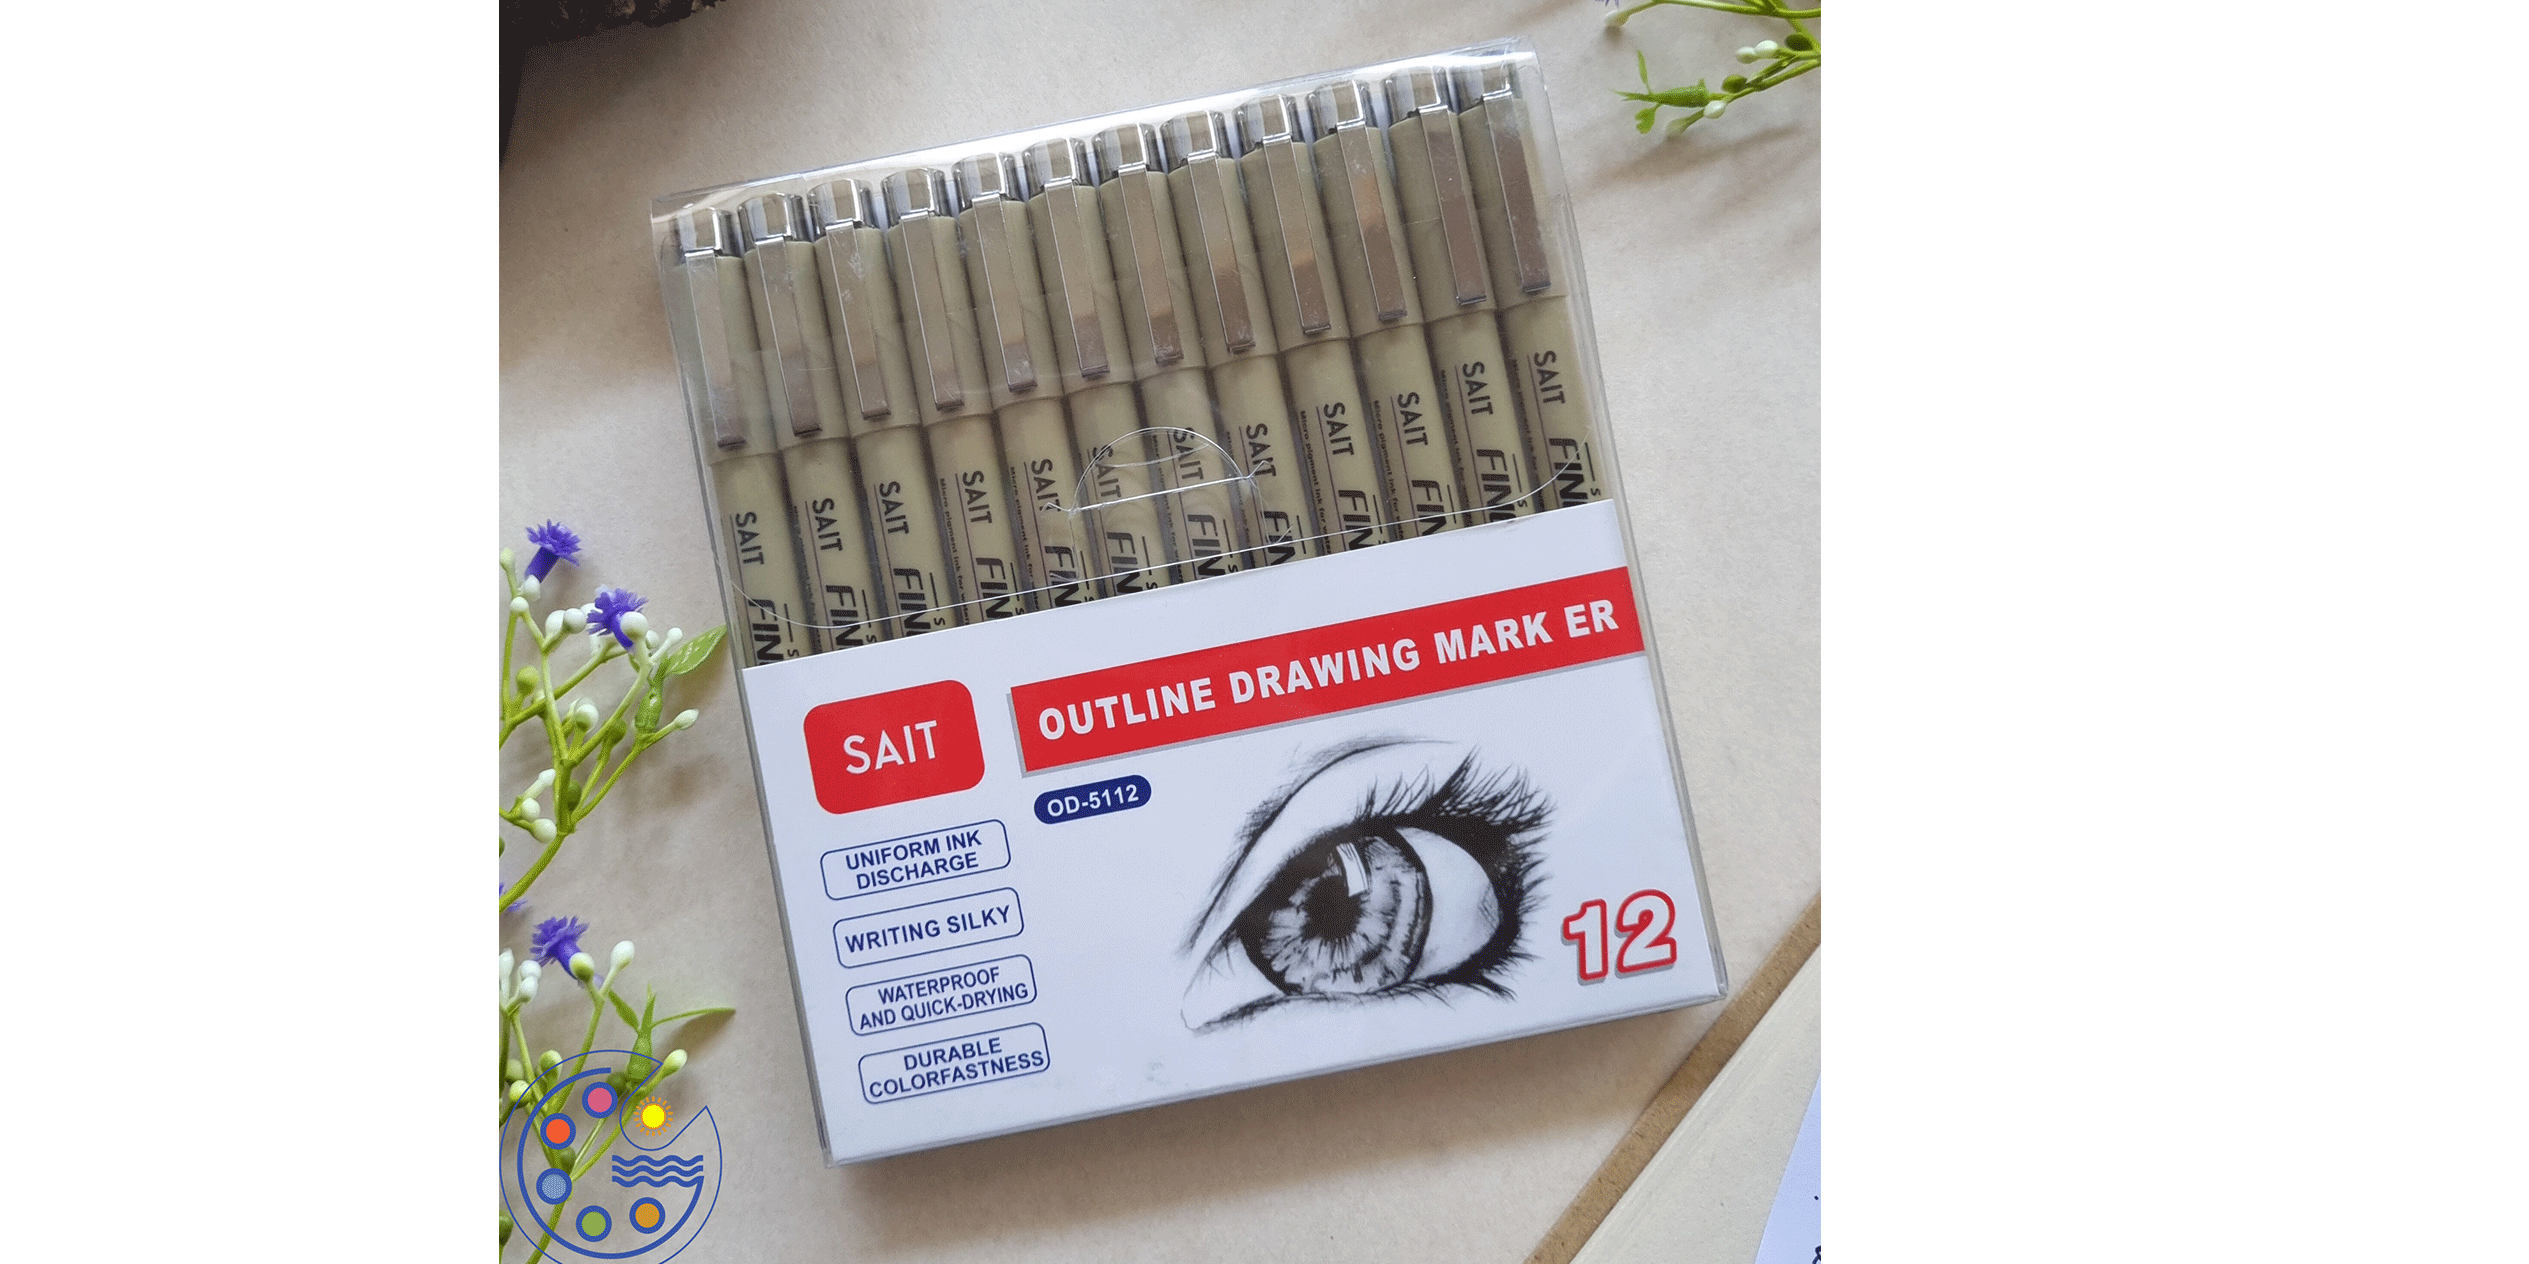 SAIT
SAIT
SAIT
SAIT
SAIT
SAIT
SAIT
SAIT
SAIT
SAIT
SAIT
SAIT
SAIT
OUTLINE DRAWING MARK ER
OD-5112
UNIFORM INK
DISCHARGE
WRITING SILKY
WATERPROOF
AND QUICK-DRYING
DURABLE
COLORFASTNESS
12